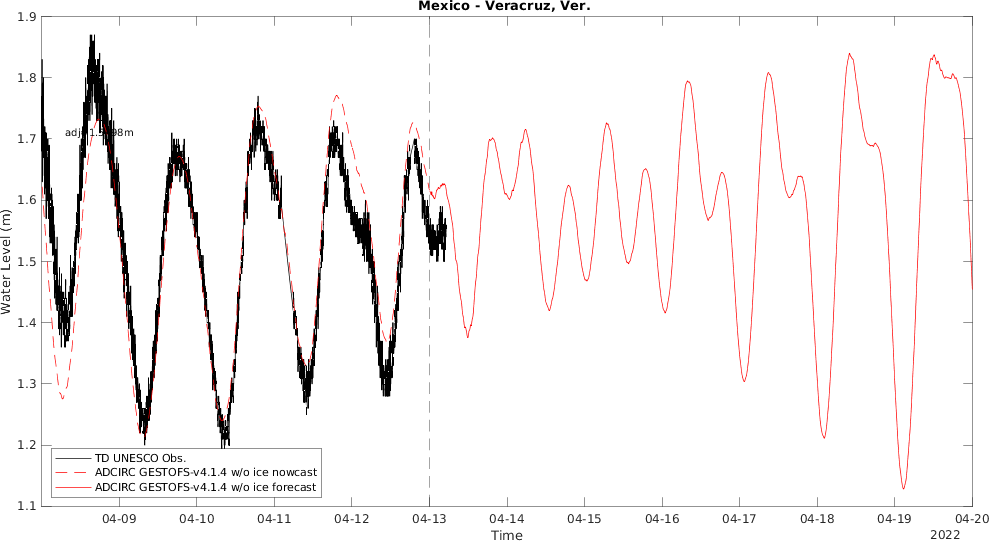 Mexico - Veracruz, Ver.
1.9
1.8
1.7
1.6
1.5
1.4
1.3
1.2
1.1
Water Level (m)
TD UNESCO Obs.
ADCIRC GESTOFS-v4.1.4 w/o ice nowcast
ADCIRC GESTOFS-v4.1.4 w/o ice forecast
04-09 04-10 04-11 04-12 04-13 04-14 04-15 04-16 04-17 04-18 04-19 04-20
Time
2022